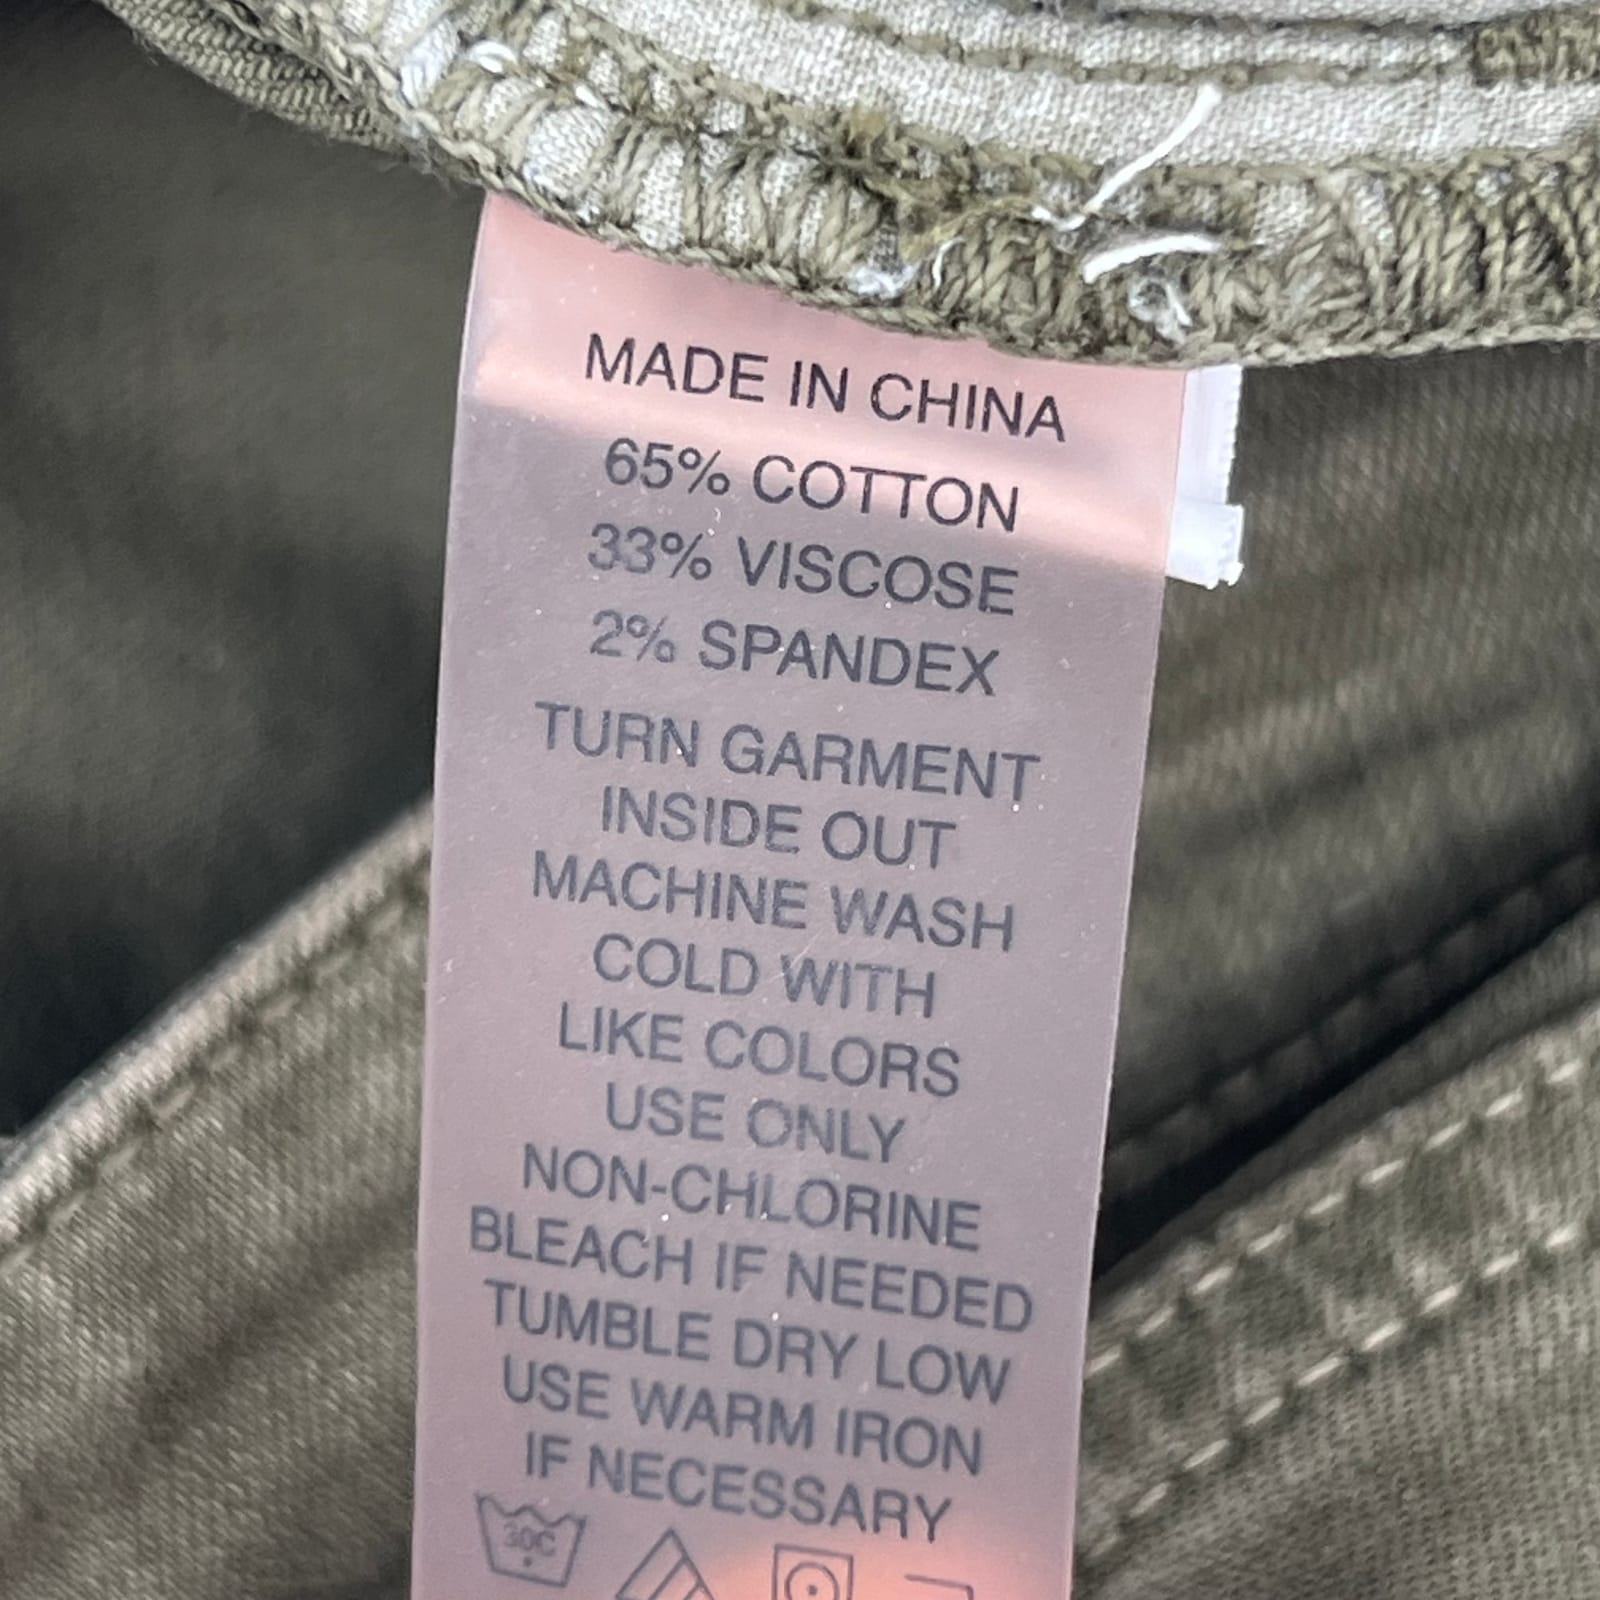 MADE IN CHINA
65% COTTON
33% VISCOSE
2% SPANDEX
TURN GARMENT
INSIDE OUT
MACHINE WASH
COLD WITH
LIKE COLORS
USE ONLY
NON-CHLORINE
BLEACH IF NEEDED
TUMBLE DRY LOW
USE WARM IRON
IF NECESSARY
30C